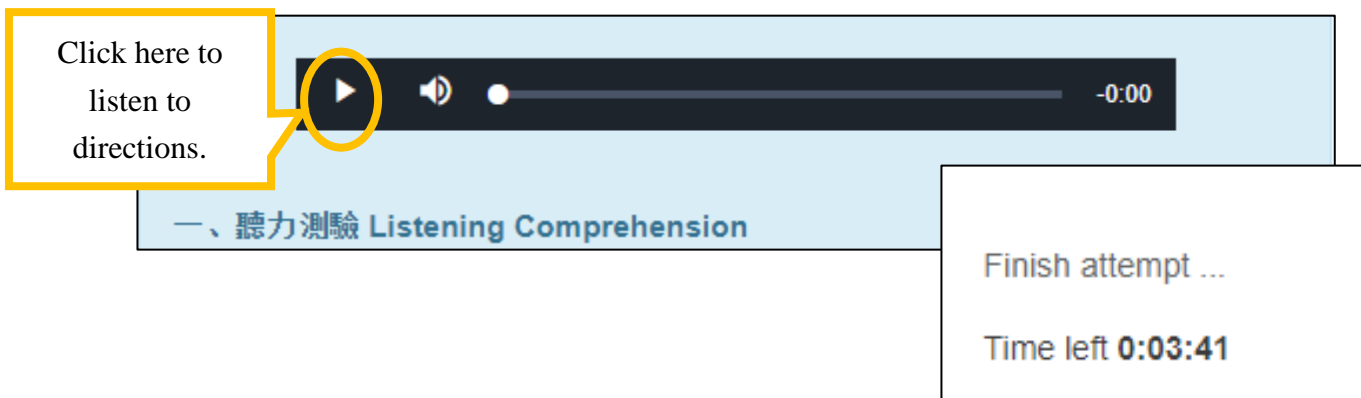 Click here to
listen to
directions.
-0:00
一、聽力測驗 Listening Comprehension
Finish attempt ...
Time left 0:03:41